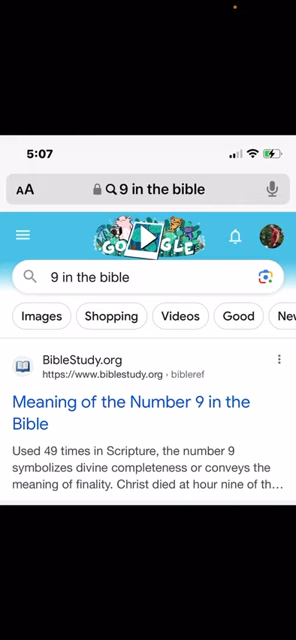 5:07
AA 9 in the bible
GOOGLE
9 in the bible
Images Shopping Videos Good Nev
BibleStudy.org
https://www.biblestudy.org › bibleref
Meaning of the Number 9 in the
Bible
Used 49 times in Scripture, the number 9
symbolizes divine completeness or conveys the
meaning of finality. Christ died at hour nine of th...